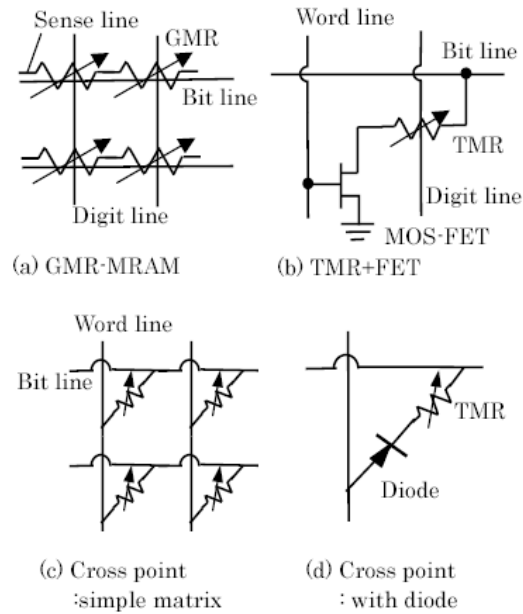 Sense line
GMR
Bit line
Digit line
(a) GMR-MRAM
Word line
Bit line
TMR
Digit line
MOS-FET
(b) TMR+FET
Word line
Bit line
(c) Cross point
:simple matrix
TMR
Diode
(d) Cross point
: with diode